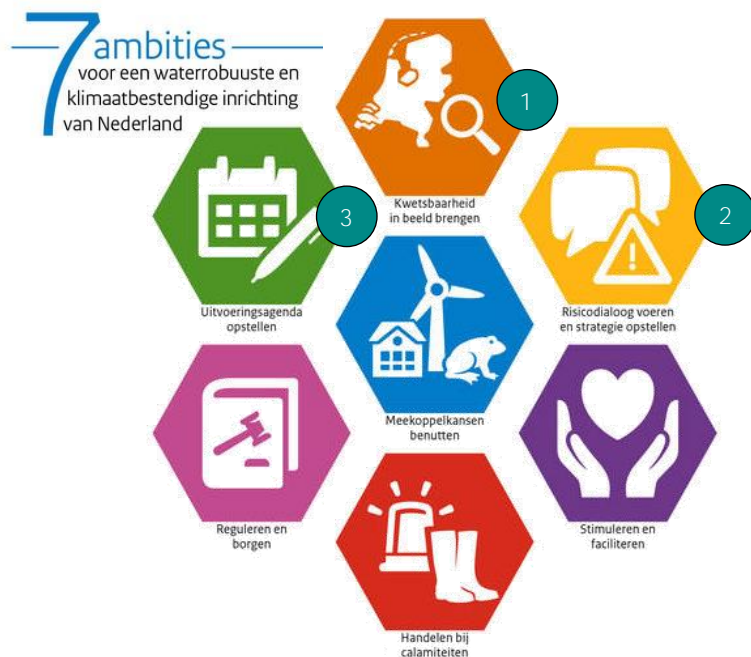 7 ambities
voor een waterrobuuste en
klimaatbestendige inrichting
van Nederland
1
Kwetsbaarheid
in beeld brengen
2
Risicodialoog voeren
en strategie opstellen
3
Uitvoeringsagenda
opstellen
Meekoppelkansen
benutten
Reguleren en
borgen
Stimuleren en
faciliteren
Handelen bij
calamiteiten